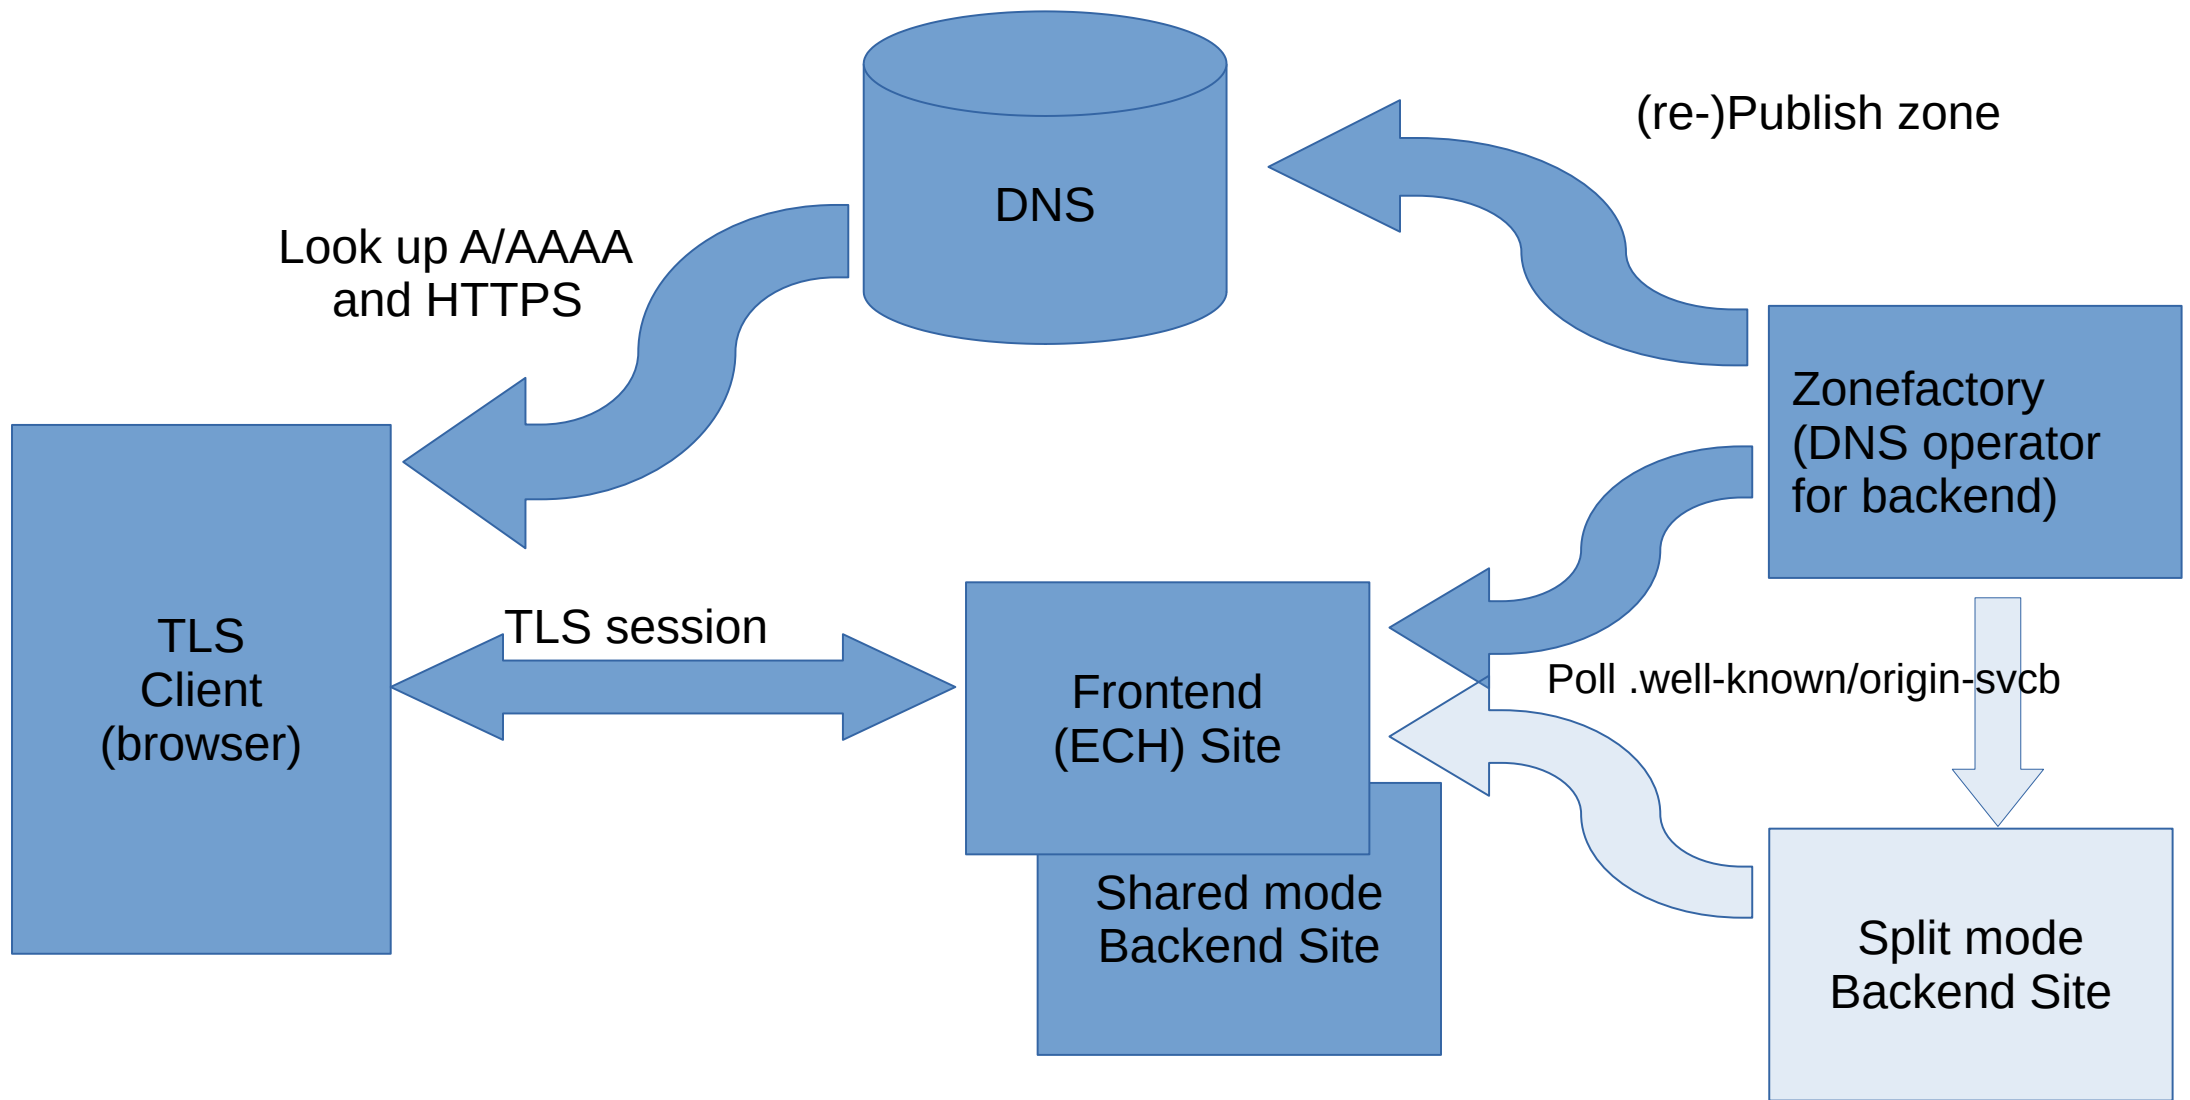 (re-)Publish zone
DNS
Look up A/AAAA
and HTTPS
Zonefactory
(DNS operator
for backend)
TLS session
TLS
Client
(browser)
Frontend
(ECH) Site
Poll .well-known/origin-svcb
Shared mode
Backend Site
Split mode
Backend Site